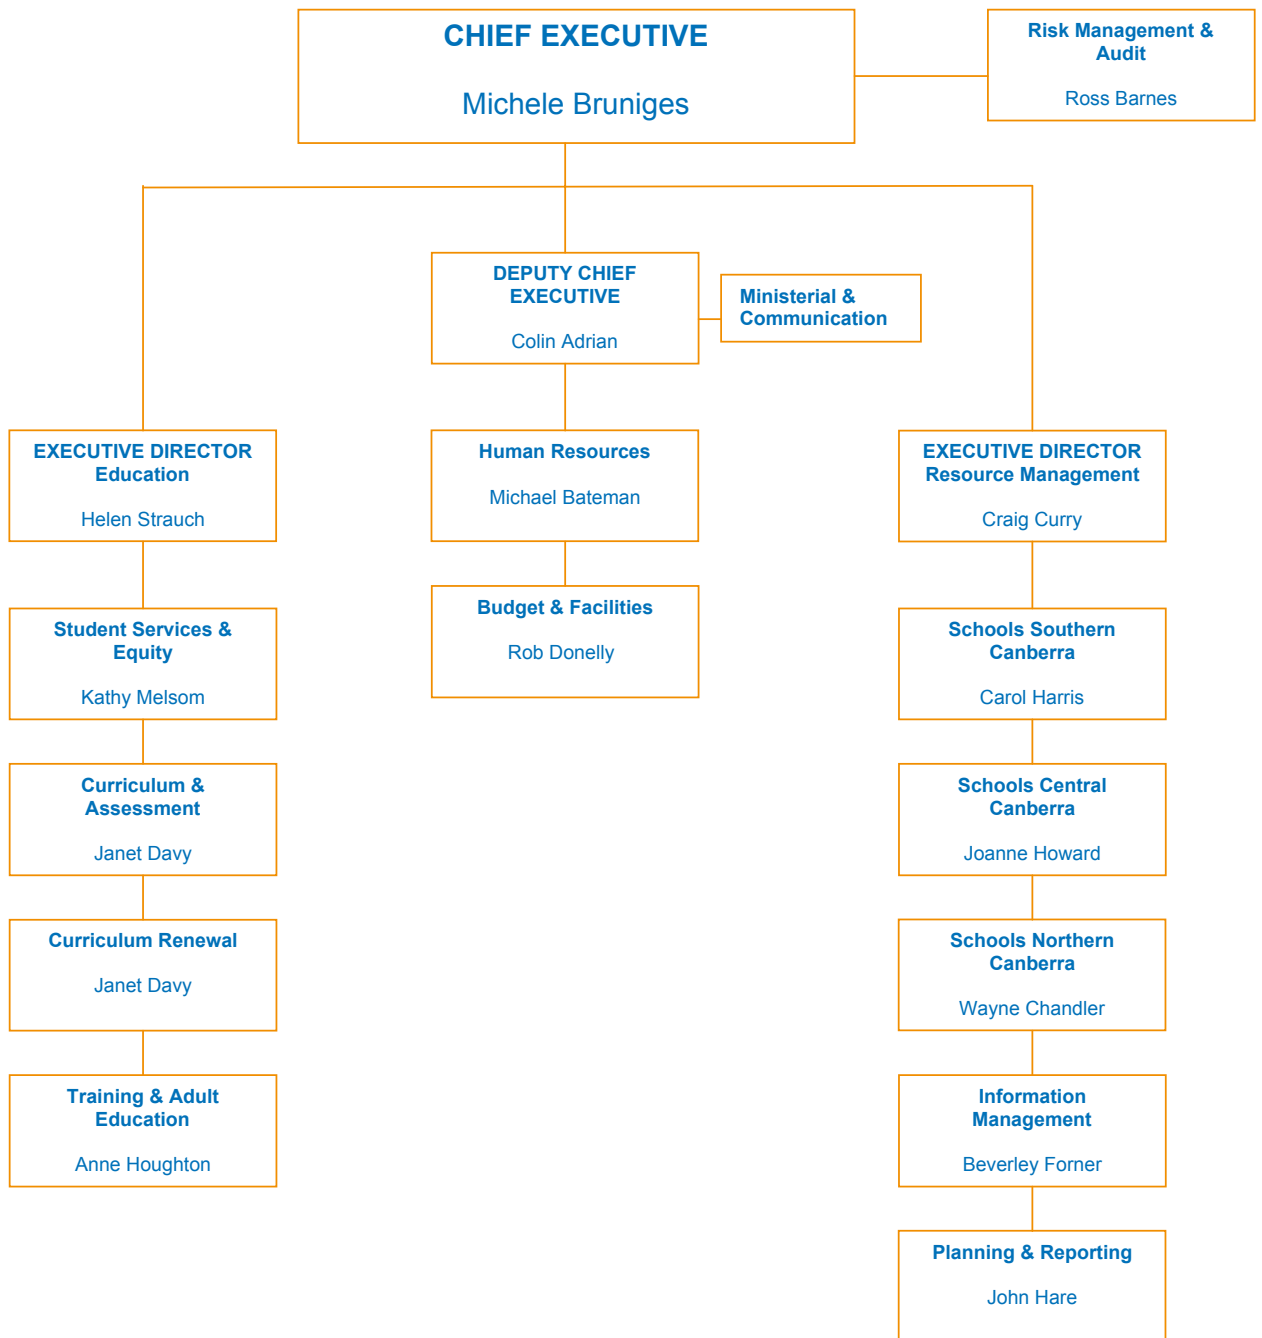 CHIEF EXECUTIVE
Michele Bruniges
Risk Management &
Audit
Ross Barnes
DEPUTY CHIEF
EXECUTIVE
Colin Adrian
Ministerial &
Communication
EXECUTIVE DIRECTOR
Education
Helen Strauch
Human Resources
Michael Bateman
EXECUTIVE DIRECTOR
Resource Management
Craig Curry
Student Services &
Equity
Kathy Melsom
Budget & Facilities
Rob Donelly
Schools Southern
Canberra
Carol Harris
Curriculum &
Assessment
Janet Davy
Schools Central
Canberra
Joanne Howard
Curriculum Renewal
Janet Davy
Schools Northern
Canberra
Wayne Chandler
Training & Adult
Education
Anne Houghton
Information
Management
Beverley Forner
Planning & Reporting
John Hare